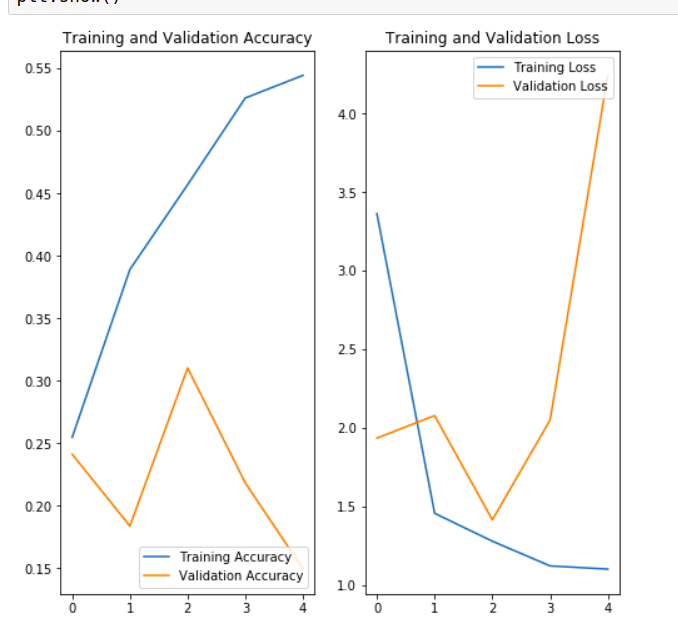 plt.show()
Training and Validation Accuracy
0.55
0.50
0.45
0.40
0.35
0.30
0.25
0.20
0.15
0 1 2 3 4
Training Accuracy
Validation Accuracy
Training and Validation Loss
4.0
3.5
3.0
2.5
2.0
1.5
1.0
0 1 2 3 4
Training Loss
Validation Loss